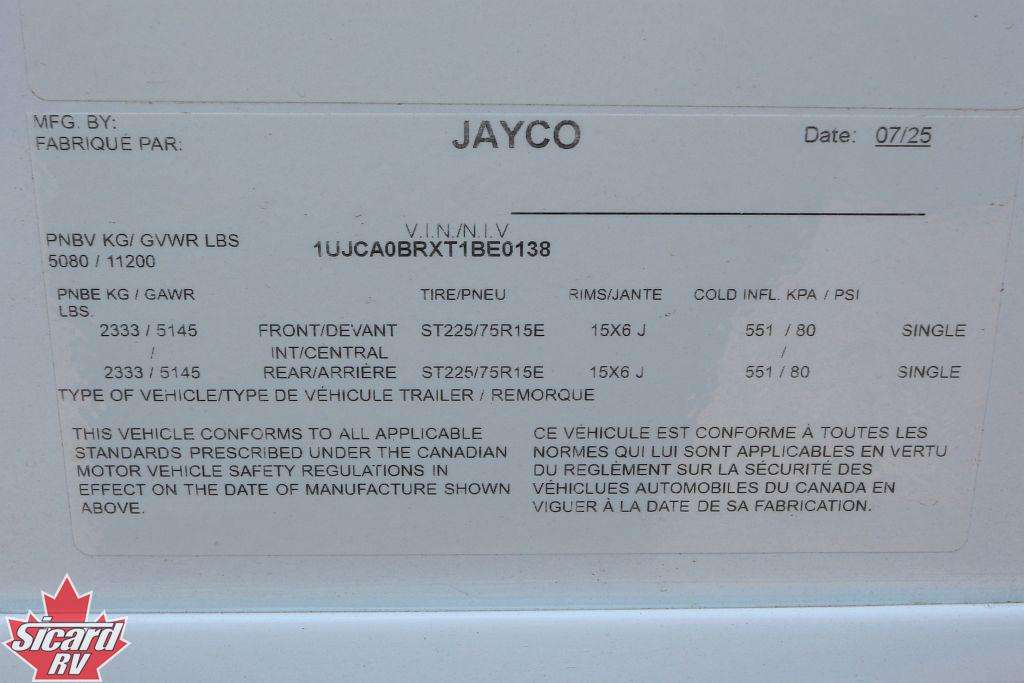 MFG. BY:
FABRIQUÉ PAR:
JAYCO
Date: 07/25
V.I.N./N.I.V
PNBV KG/ GVWR LBS
1UJCA0BRXT1BE0138
5080 / 11200
PNBE KG / GAWR LBS. TIRE/PNEU RIMS/JANTE COLD INFL. KPA / PSI
2333 / 5145 FRONT/DEVANT ST225/75R15E 15X6 J 551 / 80 SINGLE
/ INT/CENTRAL /
2333 / 5145 REAR/ARRIÈRE ST225/75R15E 15X6 J 551 / 80 SINGLE
TYPE OF VEHICLE/TYPE DE VÉHICULE TRAILER / REMORQUE
THIS VEHICLE CONFORMS TO ALL APPLICABLE
STANDARDS PRESCRIBED UNDER THE CANADIAN
MOTOR VEHICLE SAFETY REGULATIONS IN
EFFECT ON THE DATE OF MANUFACTURE SHOWN
ABOVE.
CE VÉHICULE EST CONFORME À TOUTES LES
NORMES QUI LUI SONT APPLICABLES EN VERTU
DU REGLÈMENT SUR LA SÉCURITÉ DES
VÉHICLUES AUTOMOBILES DU CANADA EN
VIGUER À LA DATE DE SA FABRICATION.
Sicard
RV